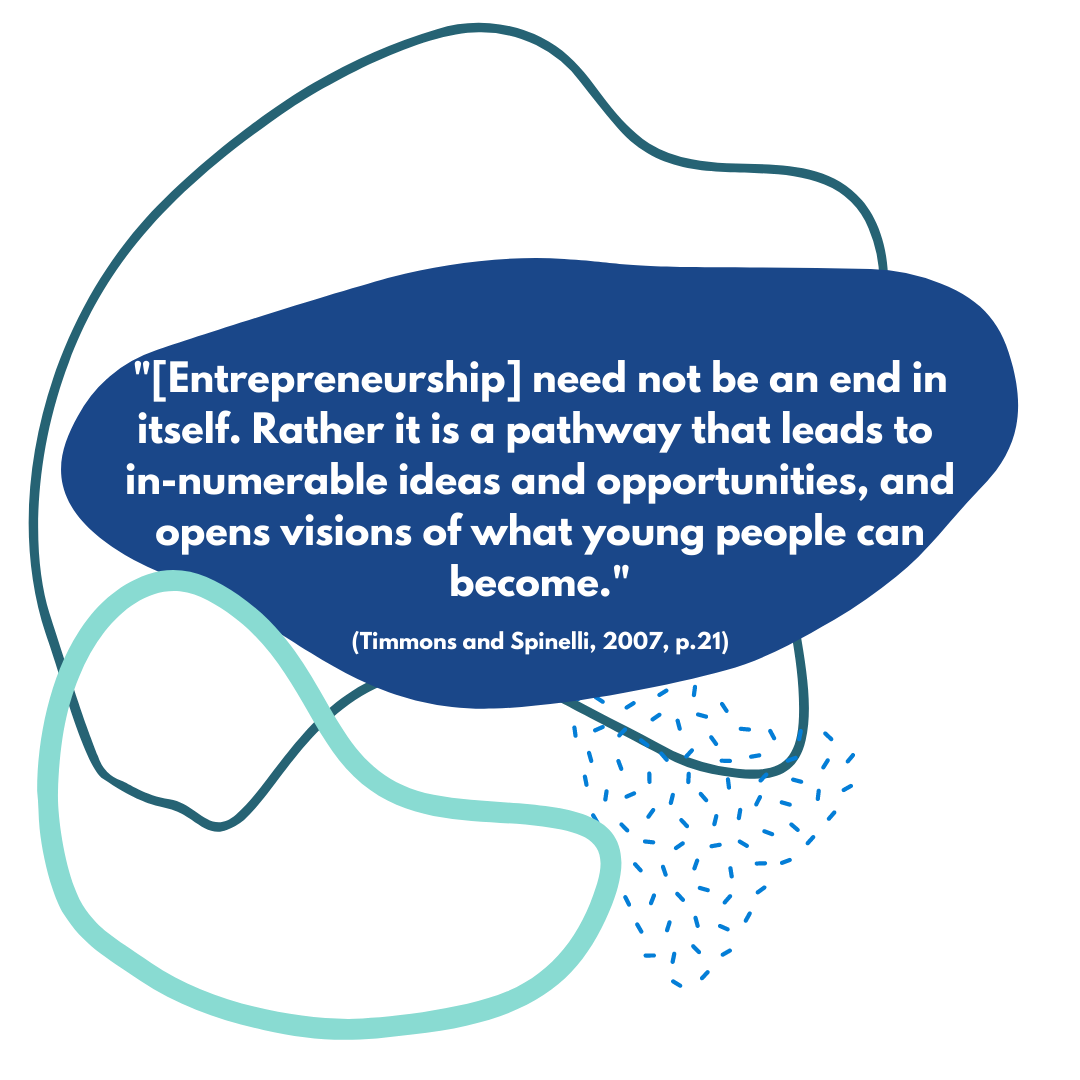 "[Entrepreneurship] need not be an end in
itself. Rather it is a pathway that leads to
in-numerable ideas and opportunities, and
opens visions of what young people can
become."
(Timmons and Spinelli, 2007, p.21)